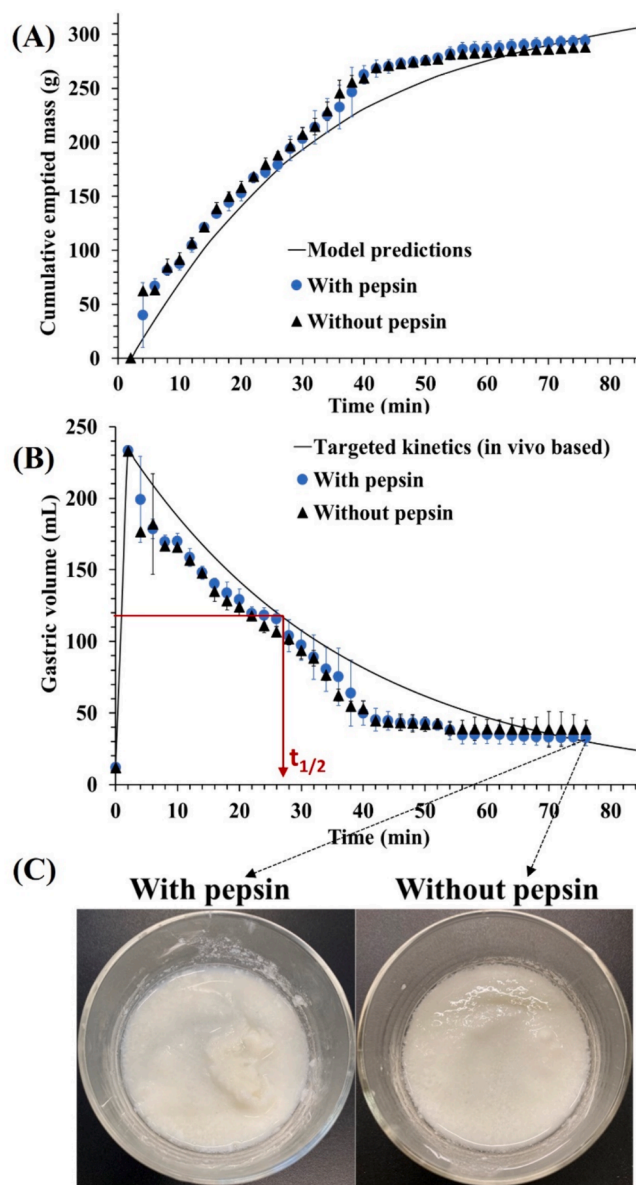 (A)
350
300
250
200
150
100
50
0
Cumulative emptied mass (g)
Model predictions
With pepsin
Without pepsin
0 10 20 30 40 50 60 70 80
Time (min)
(B)
250
200
150
100
50
0
Gastric volume (mL)
Targeted kinetics (in vivo based)
With pepsin
Without pepsin
t1/2
0 10 20 30 40 50 60 70 80
Time (min)
(C)
With pepsin Without pepsin